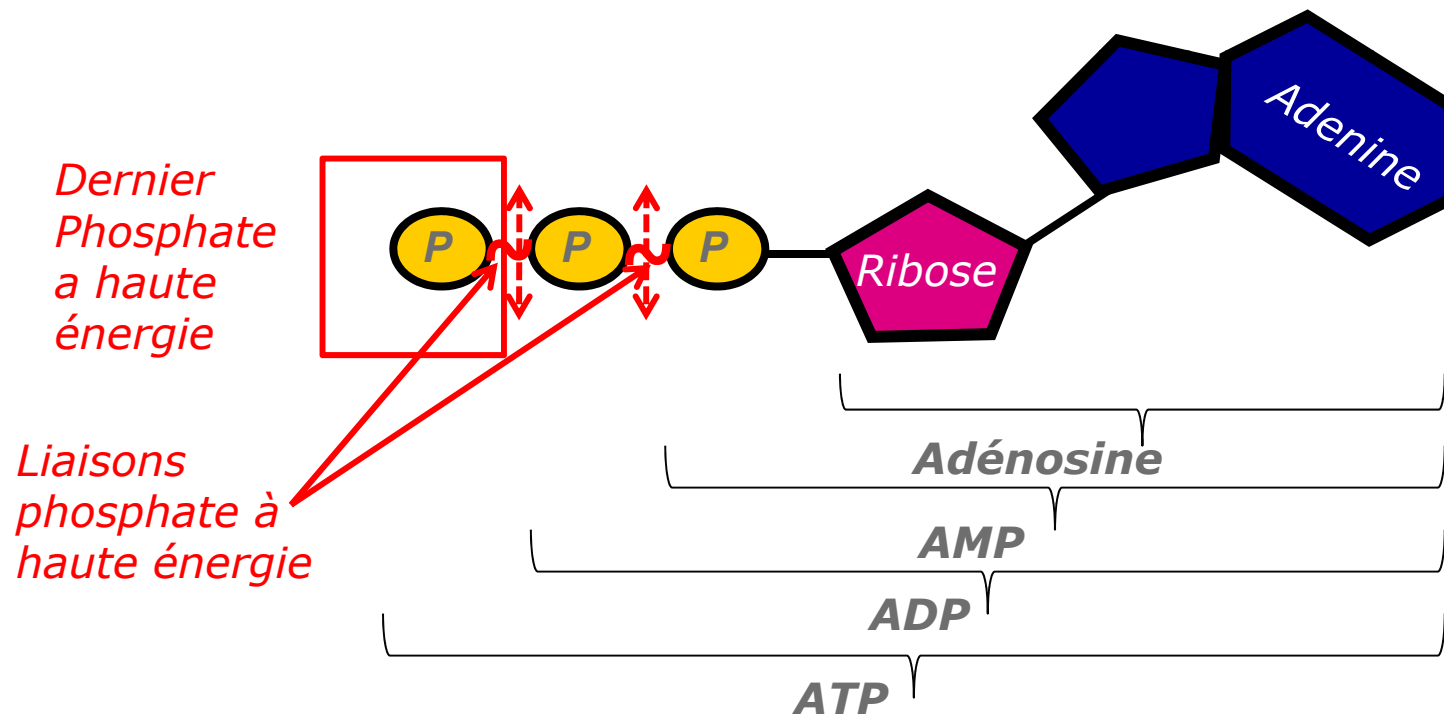 Adenine
Dernier
Phosphate
a haute
énergie
P P P
Ribose
Liaisons
phosphate à
haute énergie
Adénosine
AMP
ADP
ATP